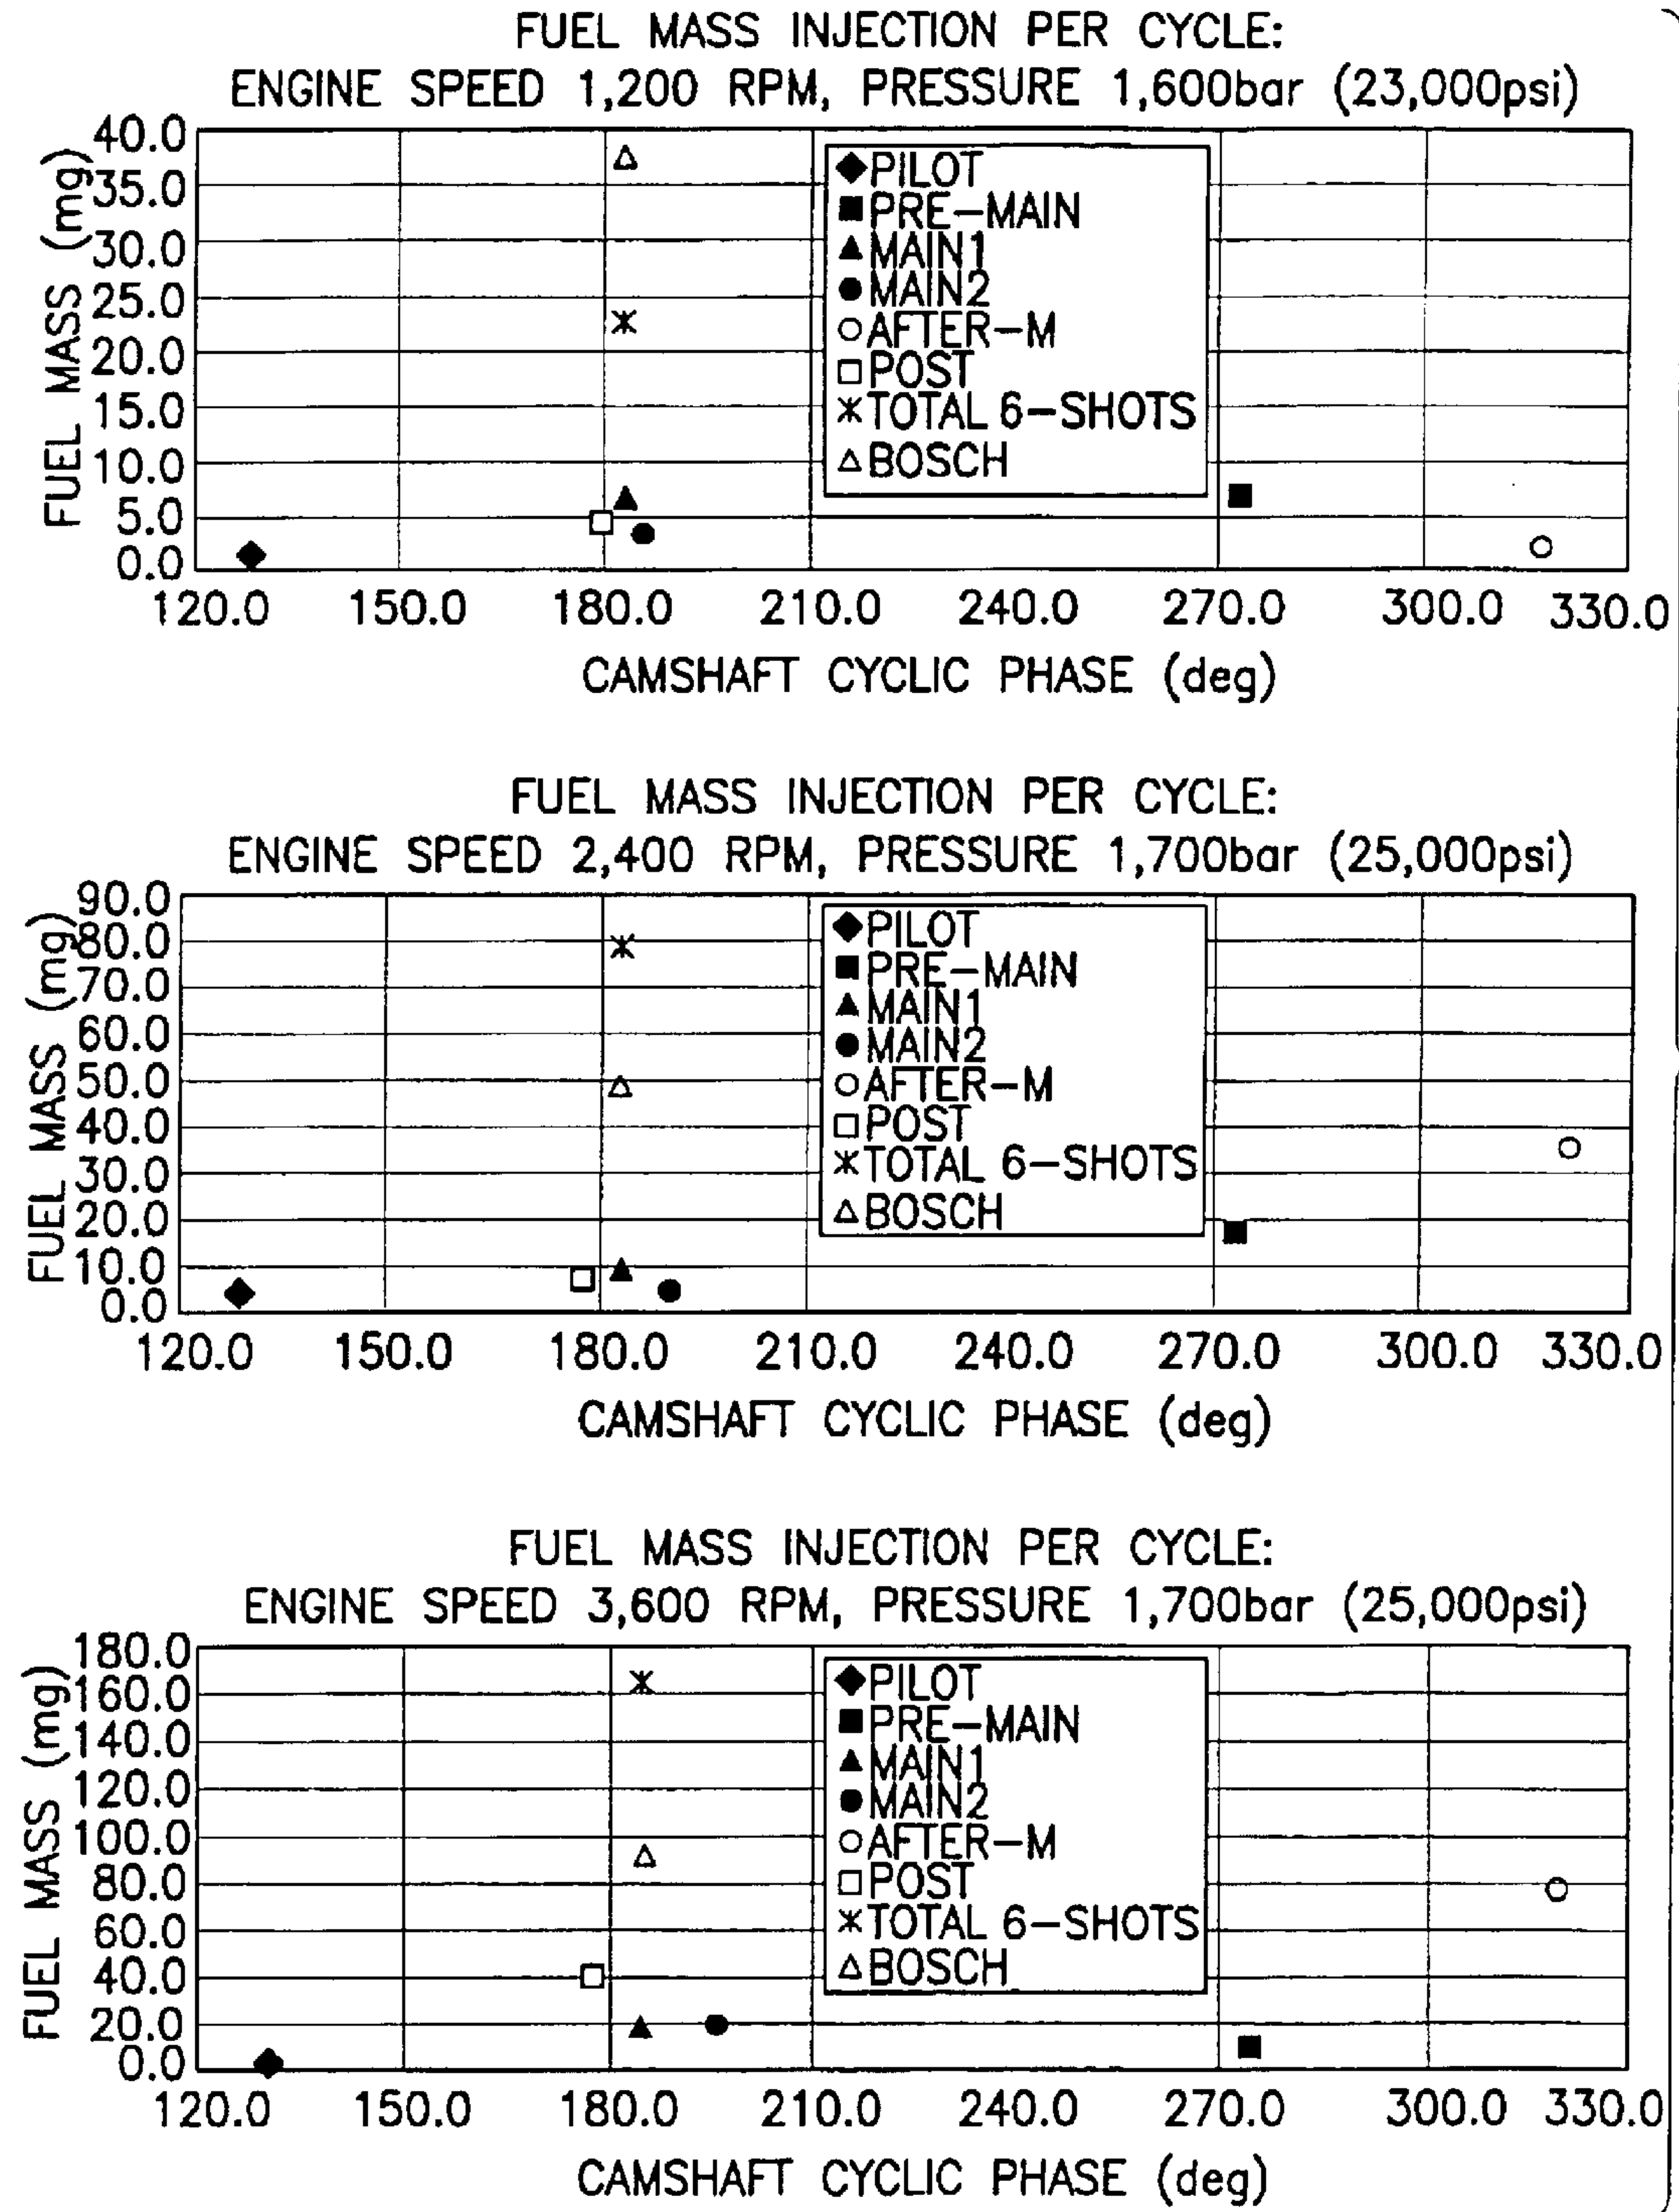 FUEL MASS INJECTION PER CYCLE:
ENGINE SPEED 1,200 RPM, PRESSURE 1,600bar (23,000psi)
FUEL MASS (mg)
40.0
35.0
30.0
25.0
20.0
15.0
10.0
5.0
0.0
PILOT
PRE-MAIN
MAIN1
MAIN2
AFTER-M
POST
TOTAL 6-SHOTS
BOSCH
120.0 150.0 180.0 210.0 240.0 270.0 300.0 330.0
CAMSHAFT CYCLIC PHASE (deg)
FUEL MASS INJECTION PER CYCLE:
ENGINE SPEED 2,400 RPM, PRESSURE 1,700bar (25,000psi)
FUEL MASS (mg)
90.0
80.0
70.0
60.0
50.0
40.0
30.0
20.0
10.0
0.0
PILOT
PRE-MAIN
MAIN1
MAIN2
AFTER-M
POST
TOTAL 6-SHOTS
BOSCH
120.0 150.0 180.0 210.0 240.0 270.0 300.0 330.0
CAMSHAFT CYCLIC PHASE (deg)
FUEL MASS INJECTION PER CYCLE:
ENGINE SPEED 3,600 RPM, PRESSURE 1,700bar (25,000psi)
FUEL MASS (mg)
180.0
160.0
140.0
120.0
100.0
80.0
60.0
40.0
20.0
0.0
PILOT
PRE-MAIN
MAIN1
MAIN2
AFTER-M
POST
TOTAL 6-SHOTS
BOSCH
120.0 150.0 180.0 210.0 240.0 270.0 300.0 330.0
CAMSHAFT CYCLIC PHASE (deg)